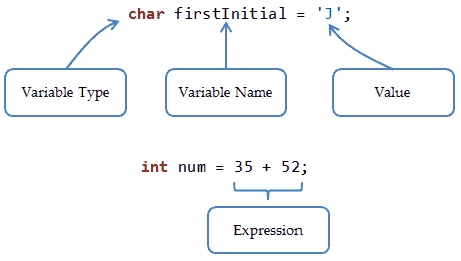 char firstInitial = 'J';
Variable Type
Variable Name
Value
int num = 35 + 52;
Expression